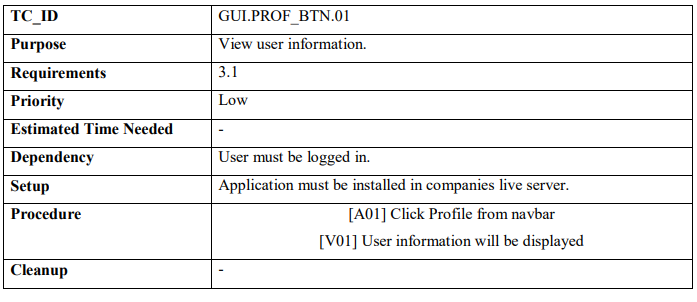 TC_ID GUI.PROF_BTN.01
Purpose View user information.
Requirements 3.1
Priority Low
Estimated Time Needed -
Dependency User must be logged in.
Setup Application must be installed in companies live server.
Procedure [A01] Click Profile from navbar
[V01] User information will be displayed
Cleanup -